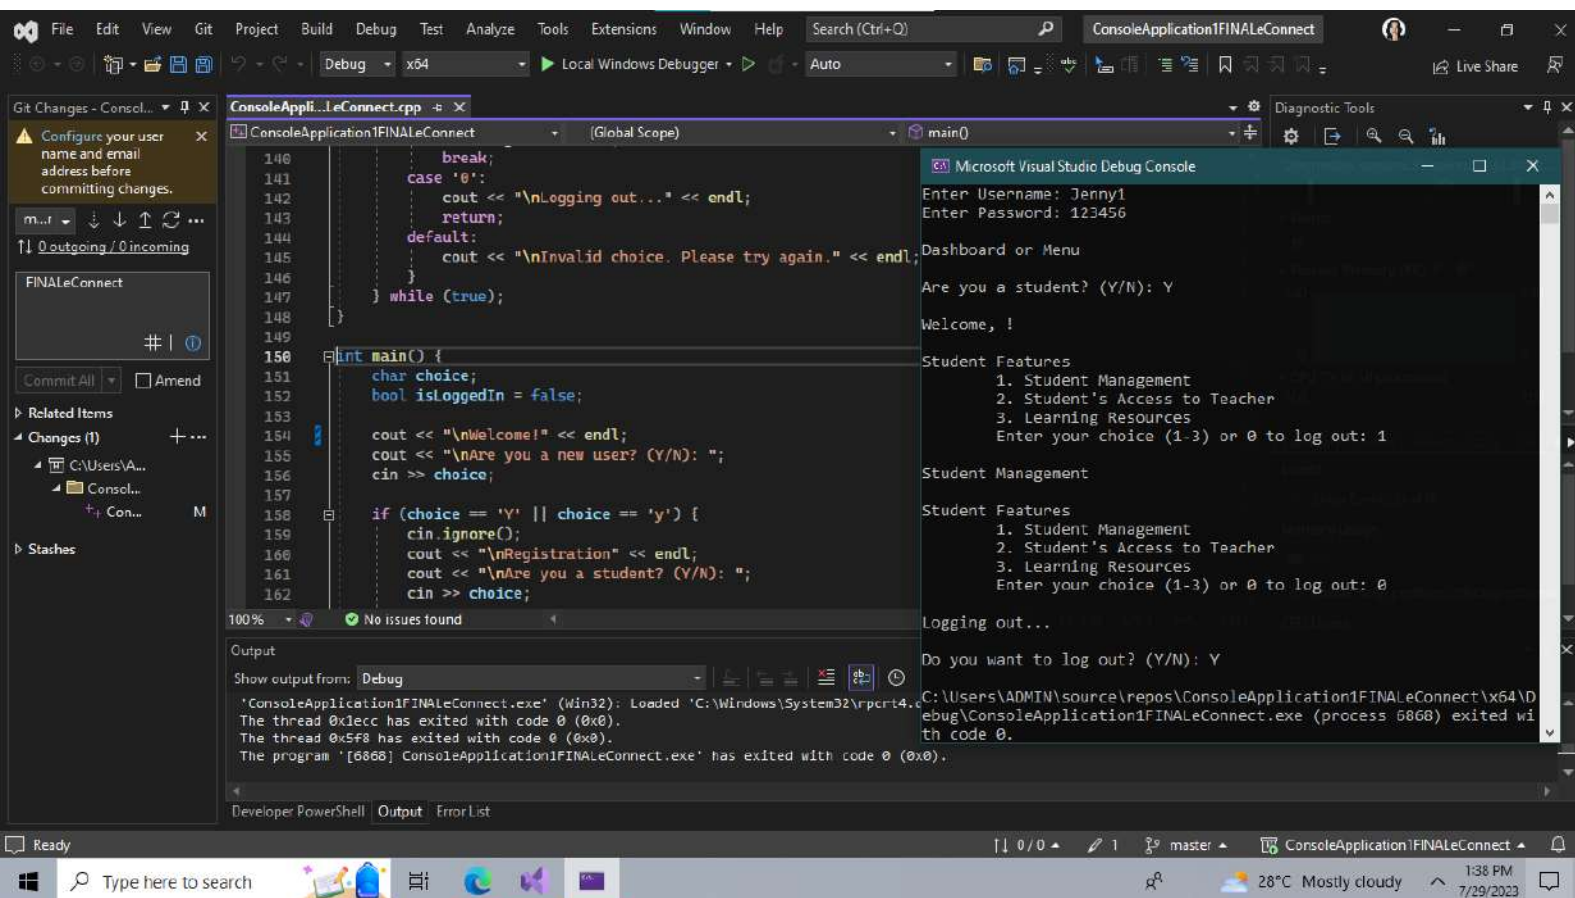 File Edit View Git Project Build Debug Test Analyze Tools Extensions Window Help Search (Ctrl+Q) ConsoleApplication1FINALeConnect
Debug x64 Local Windows Debugger Auto Live Share
Git Changes - Consol...
Configure your user
name and email
address before
committing changes.
m...r
0 outgoing / 0 incoming
FINALeConnect
Commit All Amend
Related Items
Changes (1)
C:\Users\A...
Consol...
Con... M
Stashes
ConsoleAppli...LeConnect.cpp
ConsoleApplication1FINALeConnect (Global Scope) main()
140 break;
141 case '0':
142 cout << "\nLogging out..." << endl;
143 return;
144 default:
145 cout << "\nInvalid choice. Please try again." << endl;
146 }
147 } while (true);
148 }
149
150 int main() {
151 char choice;
152 bool isLoggedIn = false;
153
154 cout << "\nWelcome!" << endl;
155 cout << "\nAre you a new user? (Y/N): ";
156 cin >> choice;
157
158 if (choice == 'Y' || choice == 'y') {
159 cin.ignore();
160 cout << "\nRegistration" << endl;
161 cout << "\nAre you a student? (Y/N): ";
162 cin >> choice;
100% No issues found
Diagnostic Tools
Microsoft Visual Studio Debug Console
Enter Username: Jenny1
Enter Password: 123456
Dashboard or Menu
Are you a student? (Y/N): Y
Welcome, !
Student Features
1. Student Management
2. Student's Access to Teacher
3. Learning Resources
Enter your choice (1-3) or 0 to log out: 1
Student Management
Student Features
1. Student Management
2. Student's Access to Teacher
3. Learning Resources
Enter your choice (1-3) or 0 to log out: 0
Logging out...
Do you want to log out? (Y/N): Y
C:\Users\ADMIN\source\repos\ConsoleApplication1FINALeConnect\x64\D
ebug\ConsoleApplication1FINALeConnect.exe (process 6868) exited wi
th code 0.
Output
Show output from: Debug
'ConsoleApplication1FINALeConnect.exe' (Win32): Loaded 'C:\Windows\System32\rpcrt4.
The thread 0x1ecc has exited with code 0 (0x0).
The thread 0x5f8 has exited with code 0 (0x0).
The program '[6868] ConsoleApplication1FINALeConnect.exe' has exited with code 0 (0x0).
Developer PowerShell Output Error List
Ready 0 / 0 1 master ConsoleApplication1FINALeConnect
Type here to search 28°C Mostly cloudy 1:38 PM
7/29/2023